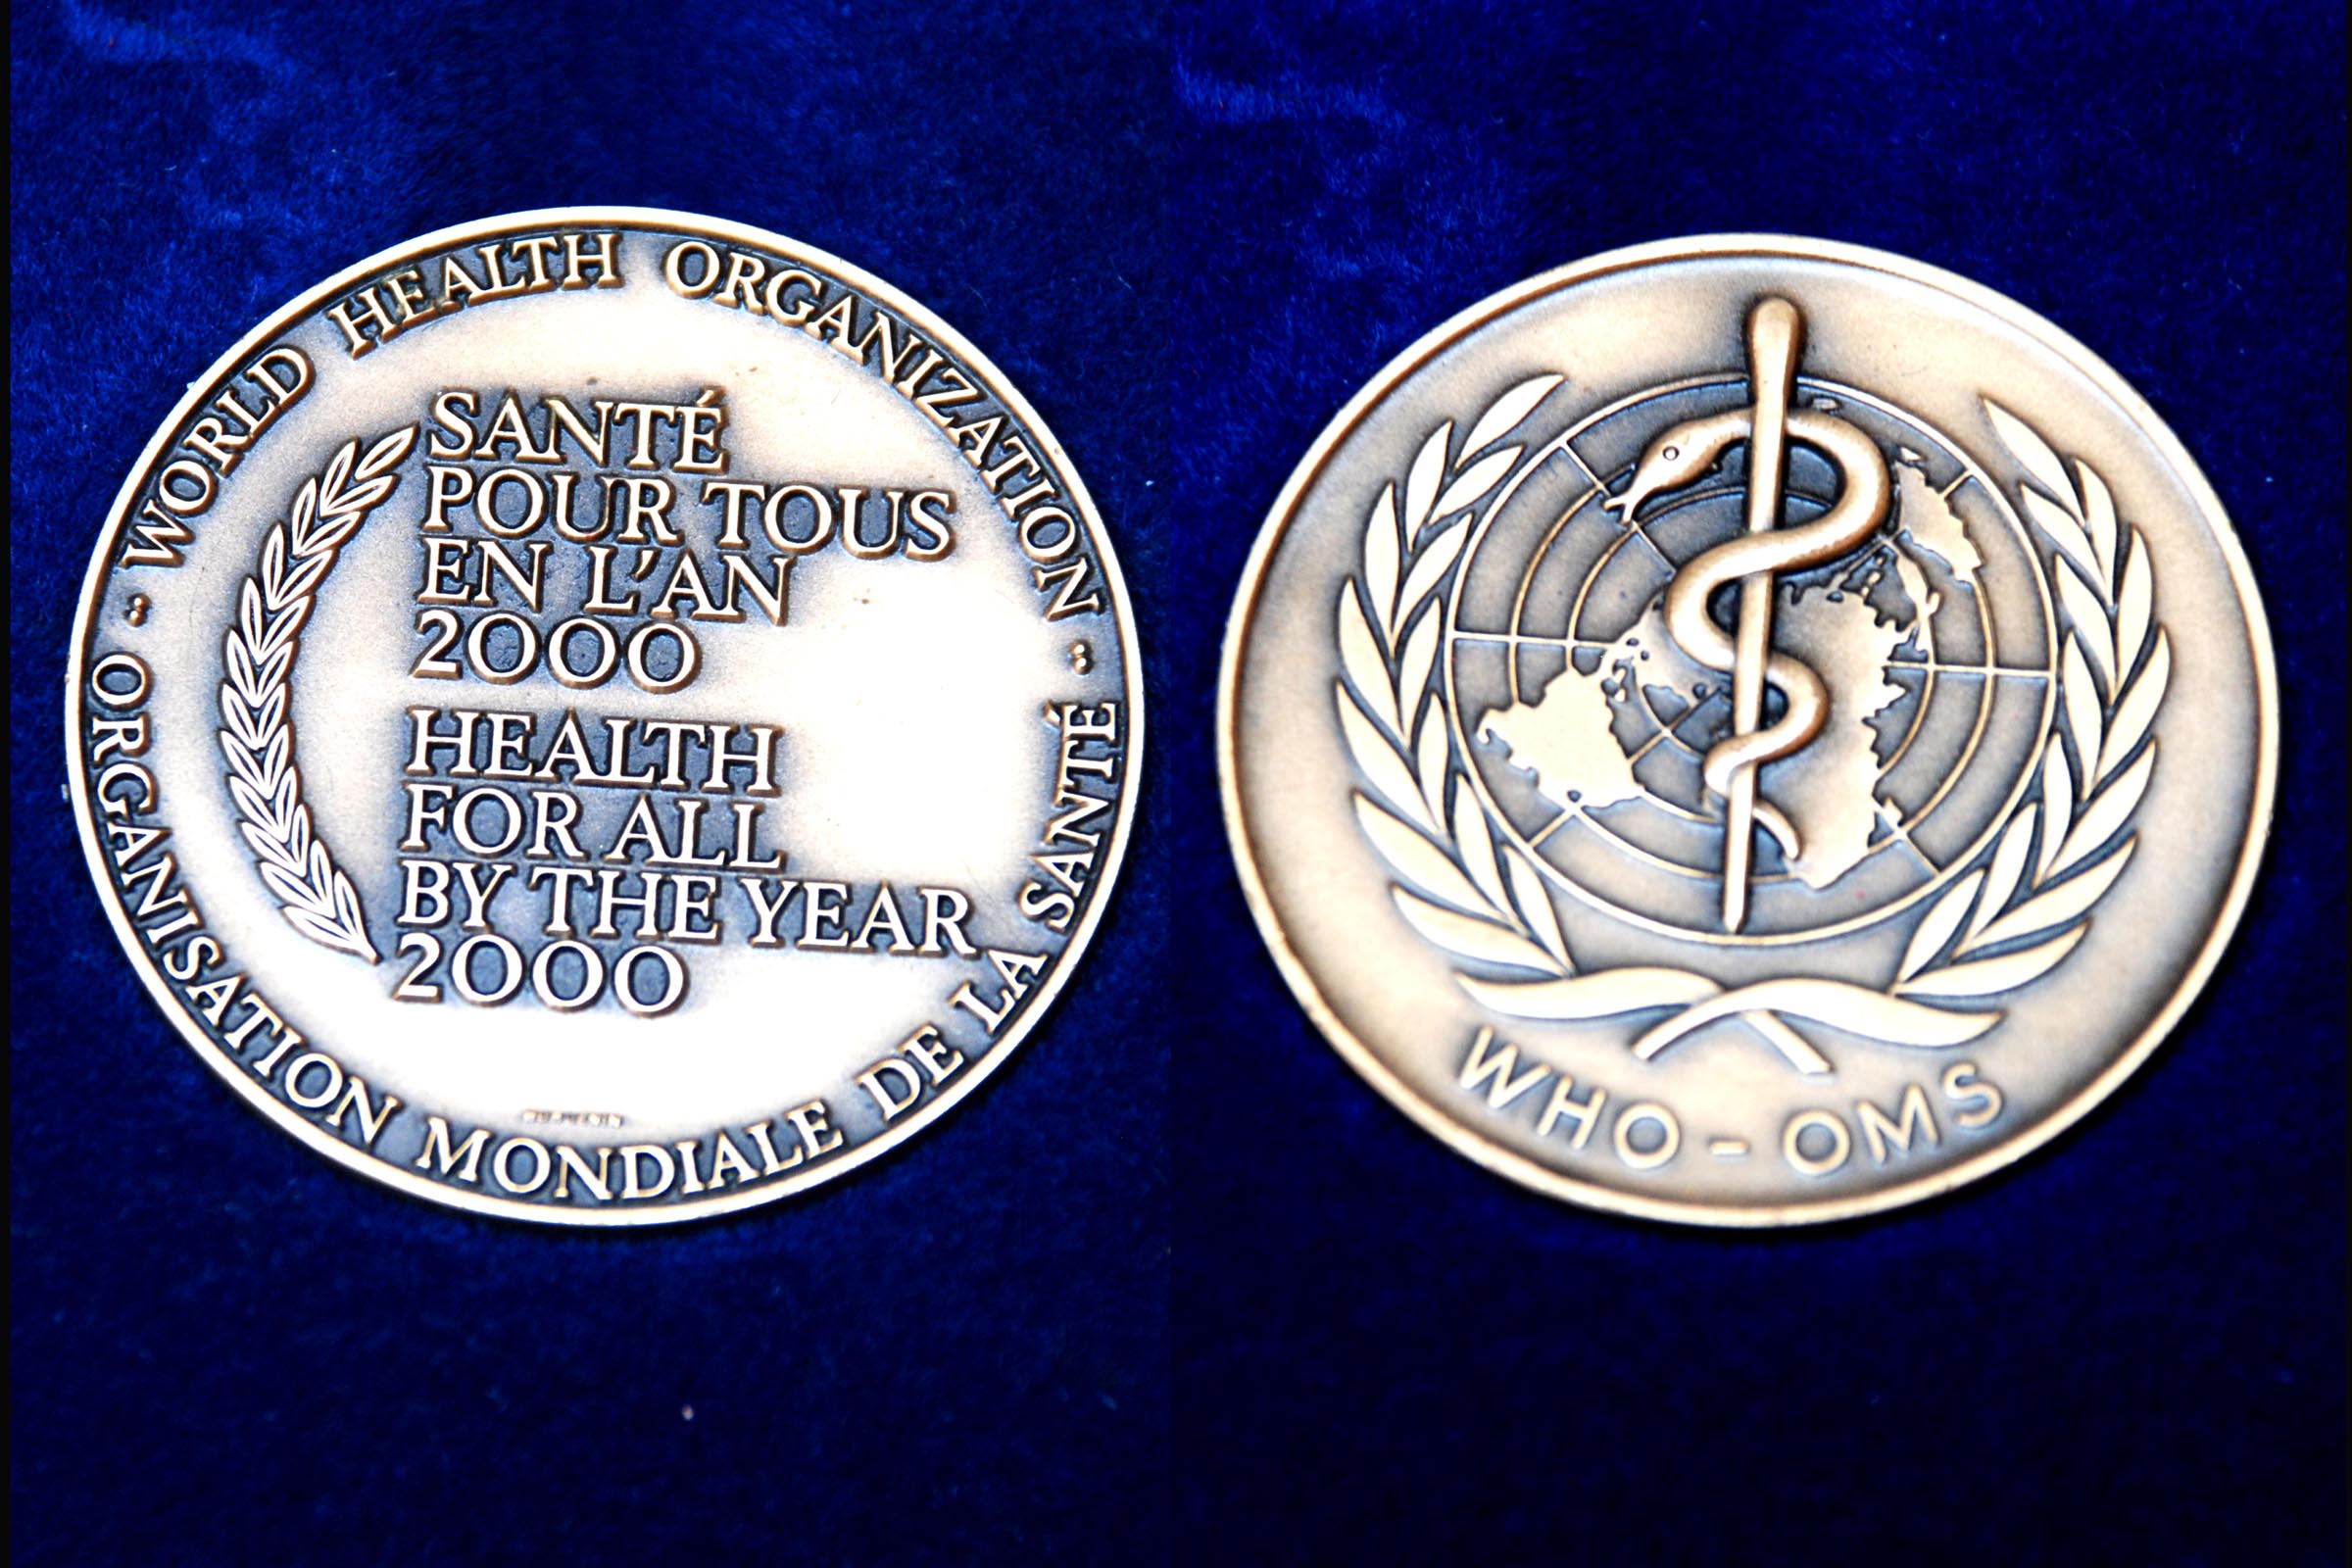 WORLD HEALTH ORGANIZATION
SANTÉ
POUR TOUS
EN L'AN
2000
HEALTH
FOR ALL
BY THE YEAR
2000
ORGANISATION MONDIALE DE LA SANTÉ
WHO - OMS